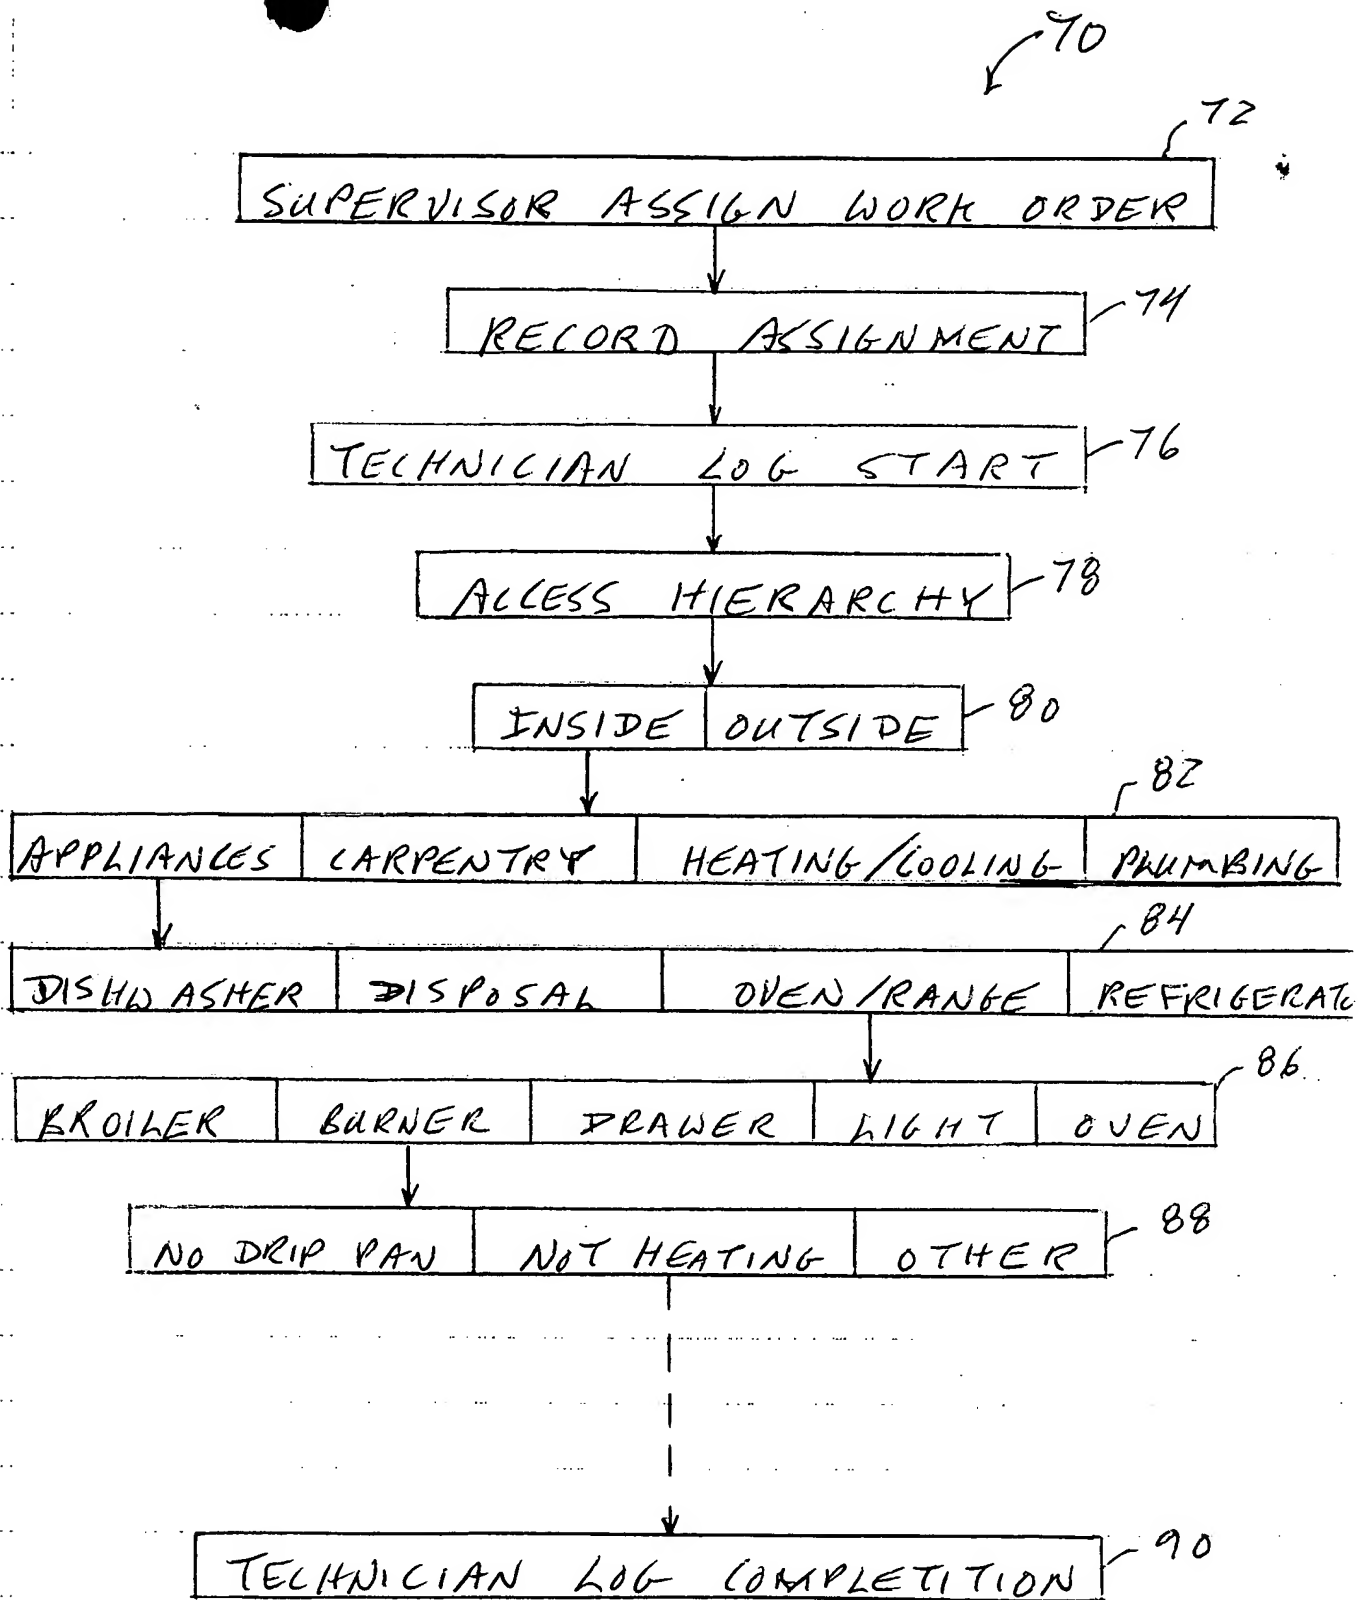 70
72
SUPERVISOR ASSIGN WORK ORDER
74
RECORD ASSIGNMENT
76
TECHNICIAN LOG START
78
ACCESS HIERARCHY
INSIDE OUTSIDE 80
82
APPLIANCES CARPENTRY HEATING/COOLING PLUMBING
84
DISHWASHER DISPOSAL OVEN/RANGE REFRIGERATO
86
BROILER BURNER DRAWER LIGHT OVEN
88
NO DRIP PAN NOT HEATING OTHER
90
TECHNICIAN LOG COMPLETITION